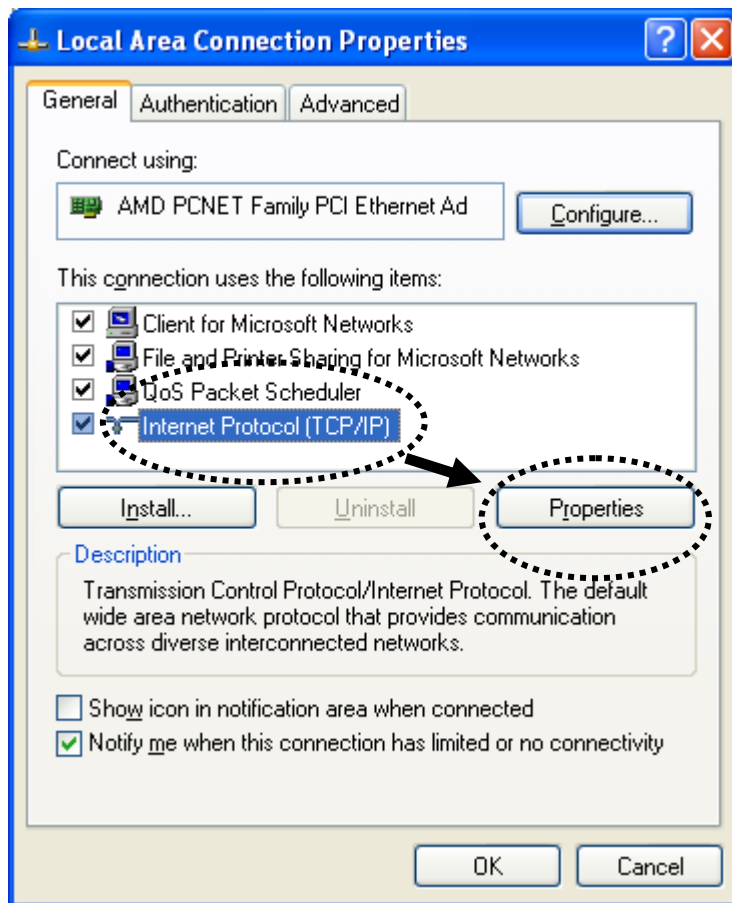 Local Area Connection Properties
General Authentication Advanced
Connect using:
AMD PCNET Family PCI Ethernet Ad
Configure...
This connection uses the following items:
Client for Microsoft Networks
File and Printer Sharing for Microsoft Networks
QoS Packet Scheduler
Internet Protocol (TCP/IP)
Install... Uninstall Properties
Description
Transmission Control Protocol/Internet Protocol. The default
wide area network protocol that provides communication
across diverse interconnected networks.
Show icon in notification area when connected
Notify me when this connection has limited or no connectivity
OK Cancel